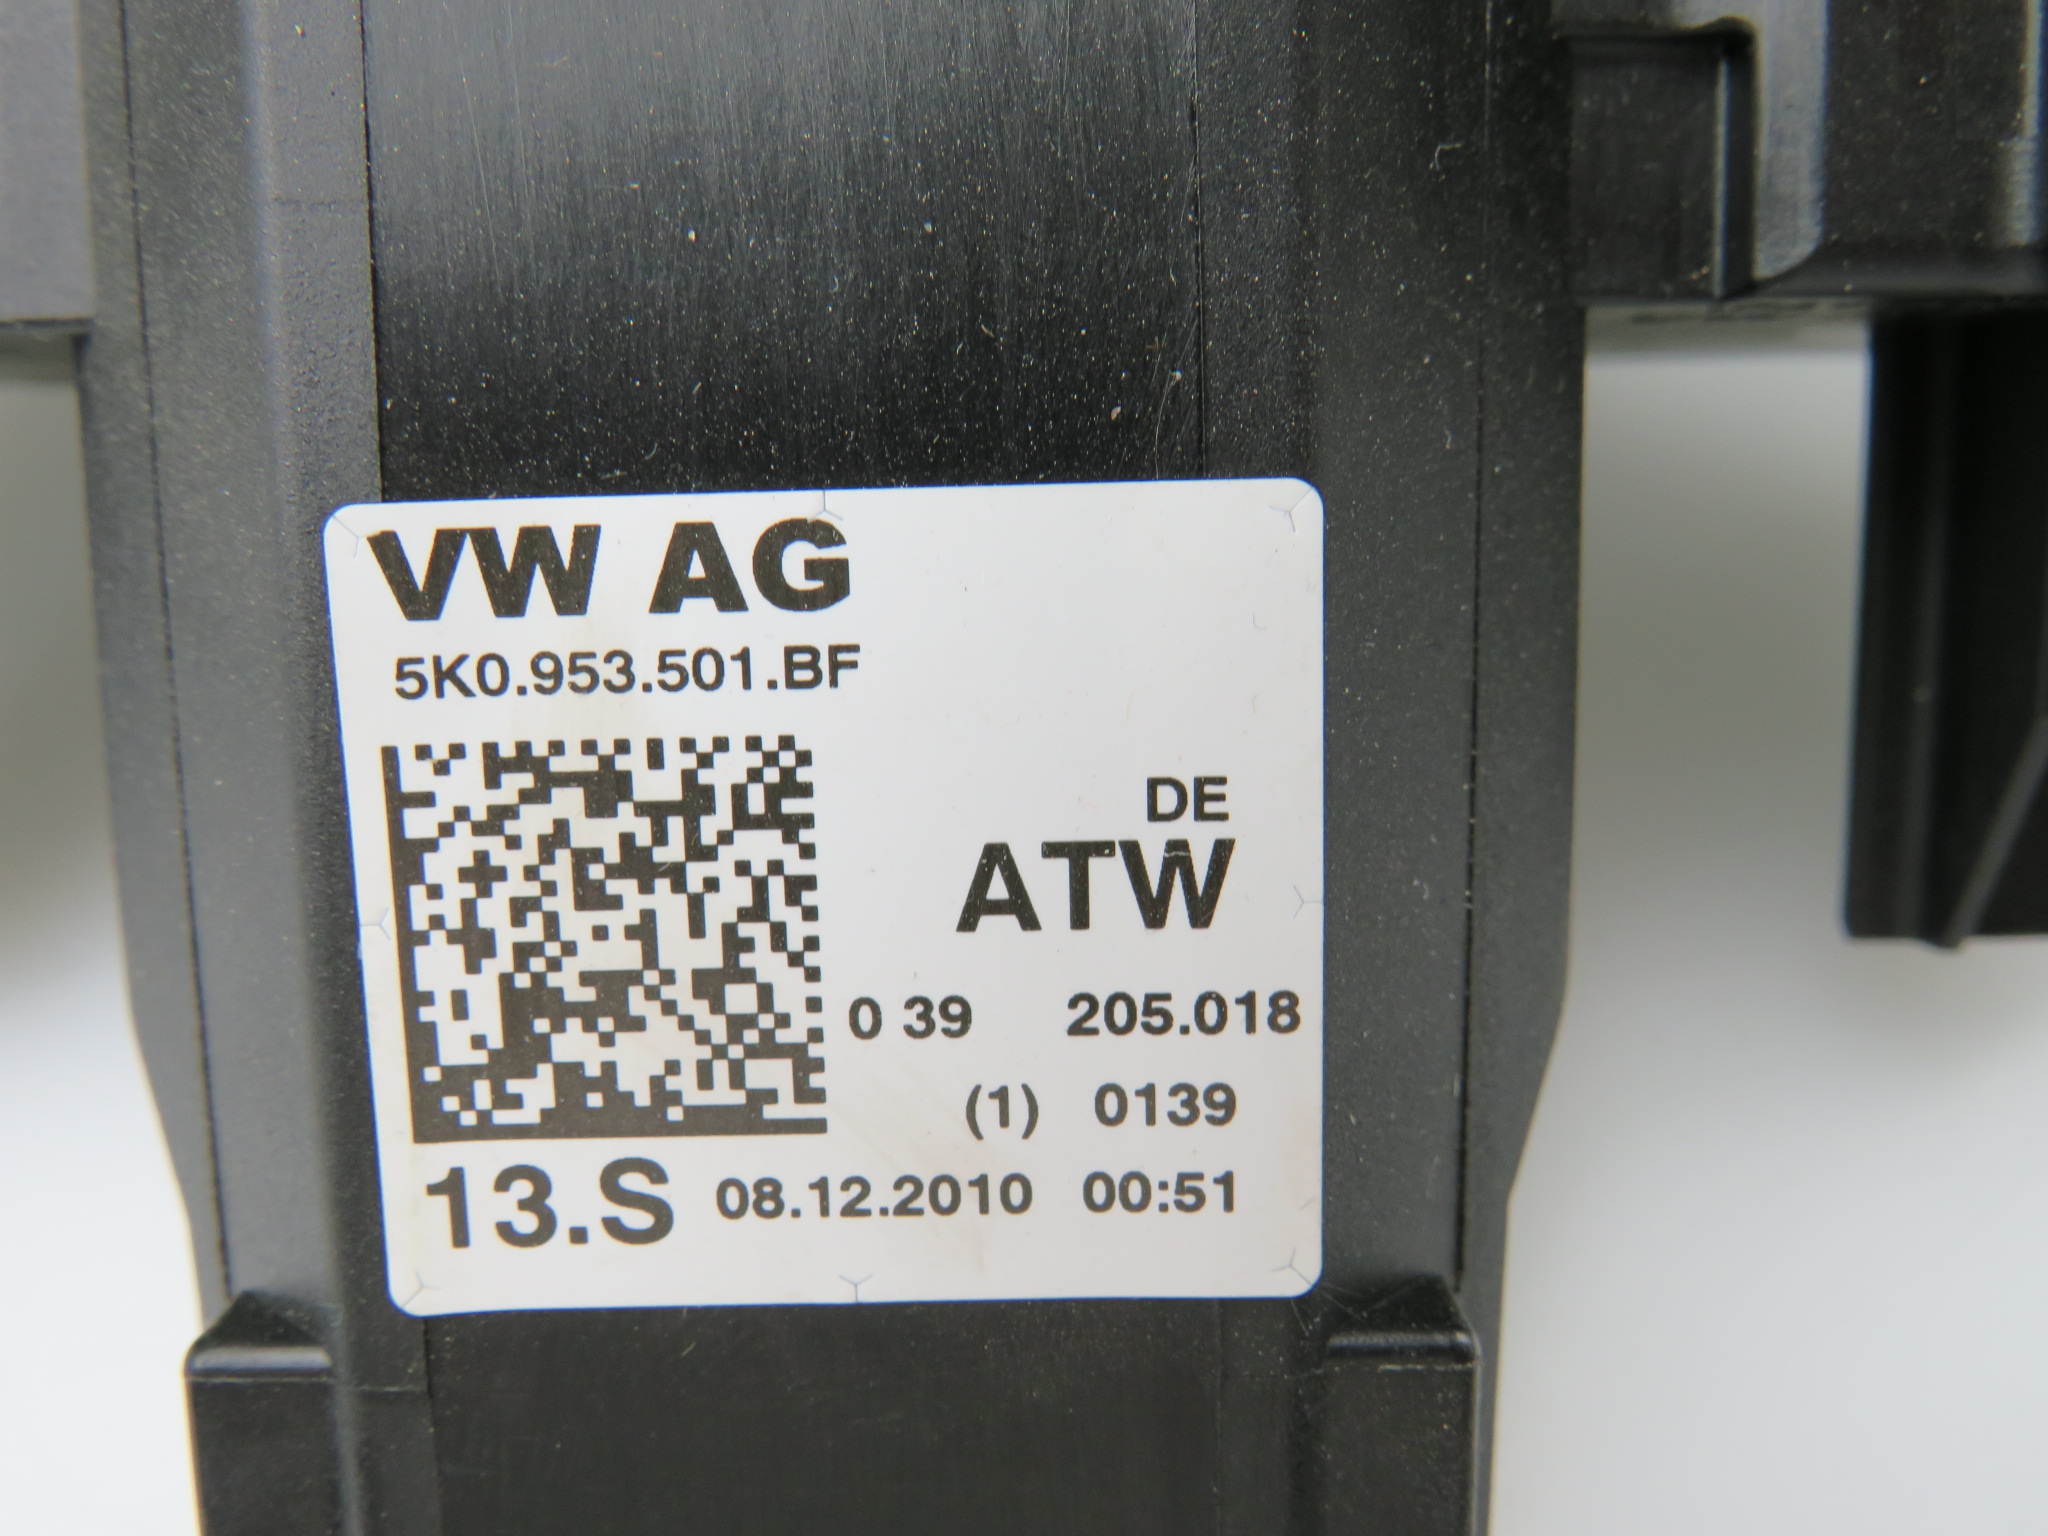 VW AG
5K0.953.501.BF
DE
ATW
0 39 205.018
(1) 0139
13.S 08.12.2010 00:51